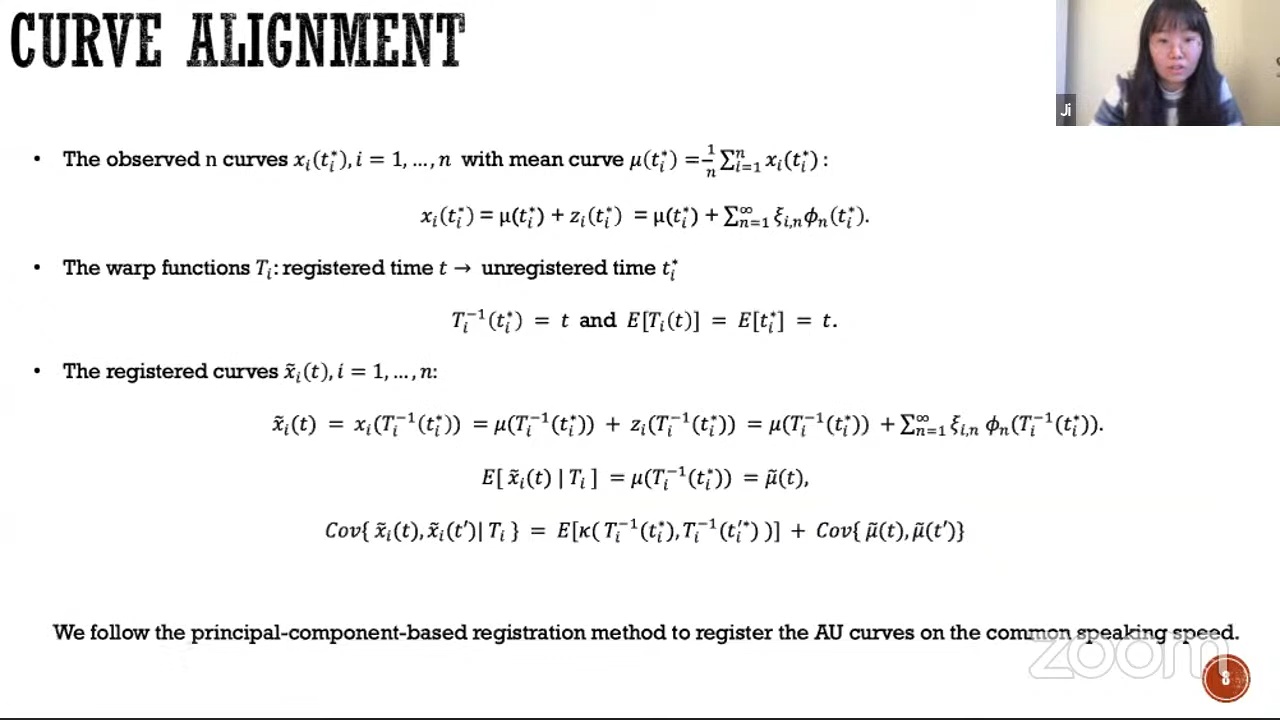 CURVE ALIGNMENT
Ji
• The observed n curves xᵢ(tᵢ*), i = 1, …, n with mean curve μ(tᵢ*) = 1/n ∑ⁿᵢ₌₁ xᵢ(tᵢ*) :
xᵢ(tᵢ*) = μ(tᵢ*) + zᵢ(tᵢ*) = μ(tᵢ*) + ∑^∞_{n=1} ξ_{i,n} ϕₙ(tᵢ*).
• The warp functions Tᵢ: registered time t → unregistered time tᵢ*
Tᵢ⁻¹(tᵢ*) = t and E[Tᵢ(t)] = E[tᵢ*] = t.
• The registered curves x̃ᵢ(t), i = 1, …, n:
x̃ᵢ(t) = xᵢ(Tᵢ⁻¹(tᵢ*)) = μ(Tᵢ⁻¹(tᵢ*)) + zᵢ(Tᵢ⁻¹(tᵢ*)) = μ(Tᵢ⁻¹(tᵢ*)) + ∑^∞_{n=1} ξ_{i,n} ϕₙ(Tᵢ⁻¹(tᵢ*)).
E[ x̃ᵢ(t) | Tᵢ ] = μ(Tᵢ⁻¹(tᵢ*)) = μ̃(t),
Cov{ x̃ᵢ(t), x̃ᵢ(t′)| Tᵢ } = E[κ( Tᵢ⁻¹(tᵢ*), Tᵢ⁻¹(tᵢ′*) )] + Cov{ μ̃(t), μ̃(t′)}
We follow the principal-component-based registration method to register the AU curves on the common speaking speed.
zoom
8